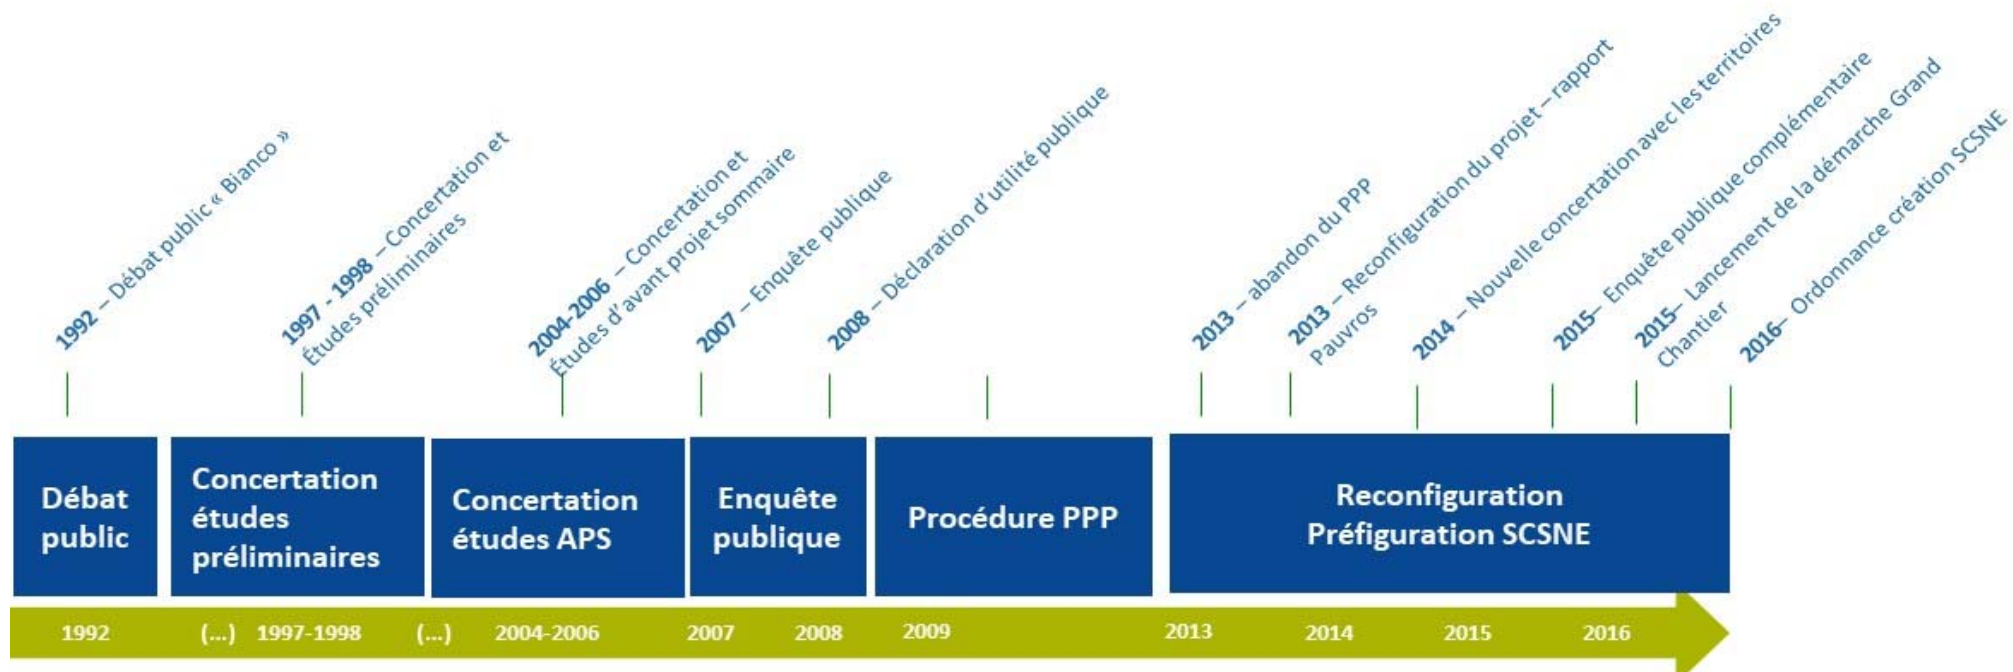 1992 – Débat public « Bianco »
1997 - 1998 – Concertation et
Études préliminaires
2004-2006 – Concertation et
Études d’avant projet sommaire
2007 – Enquête publique
2008 – Déclaration d’utilité publique
2013 – abandon du PPP
2013 – Reconfiguration du projet – rapport
Pauvros
2014 – Nouvelle concertation avec les territoires
2015– Enquête publique complémentaire
2015– Lancement de la démarche Grand
Chantier
2016– Ordonnance création SCSNE
Débat
public
Concertation
études
préliminaires
Concertation
études APS
Enquête
publique
Procédure PPP
Reconfiguration
Préfiguration SCSNE
1992 (...) 1997-1998 (...) 2004-2006 2007 2008 2009 2013 2014 2015 2016